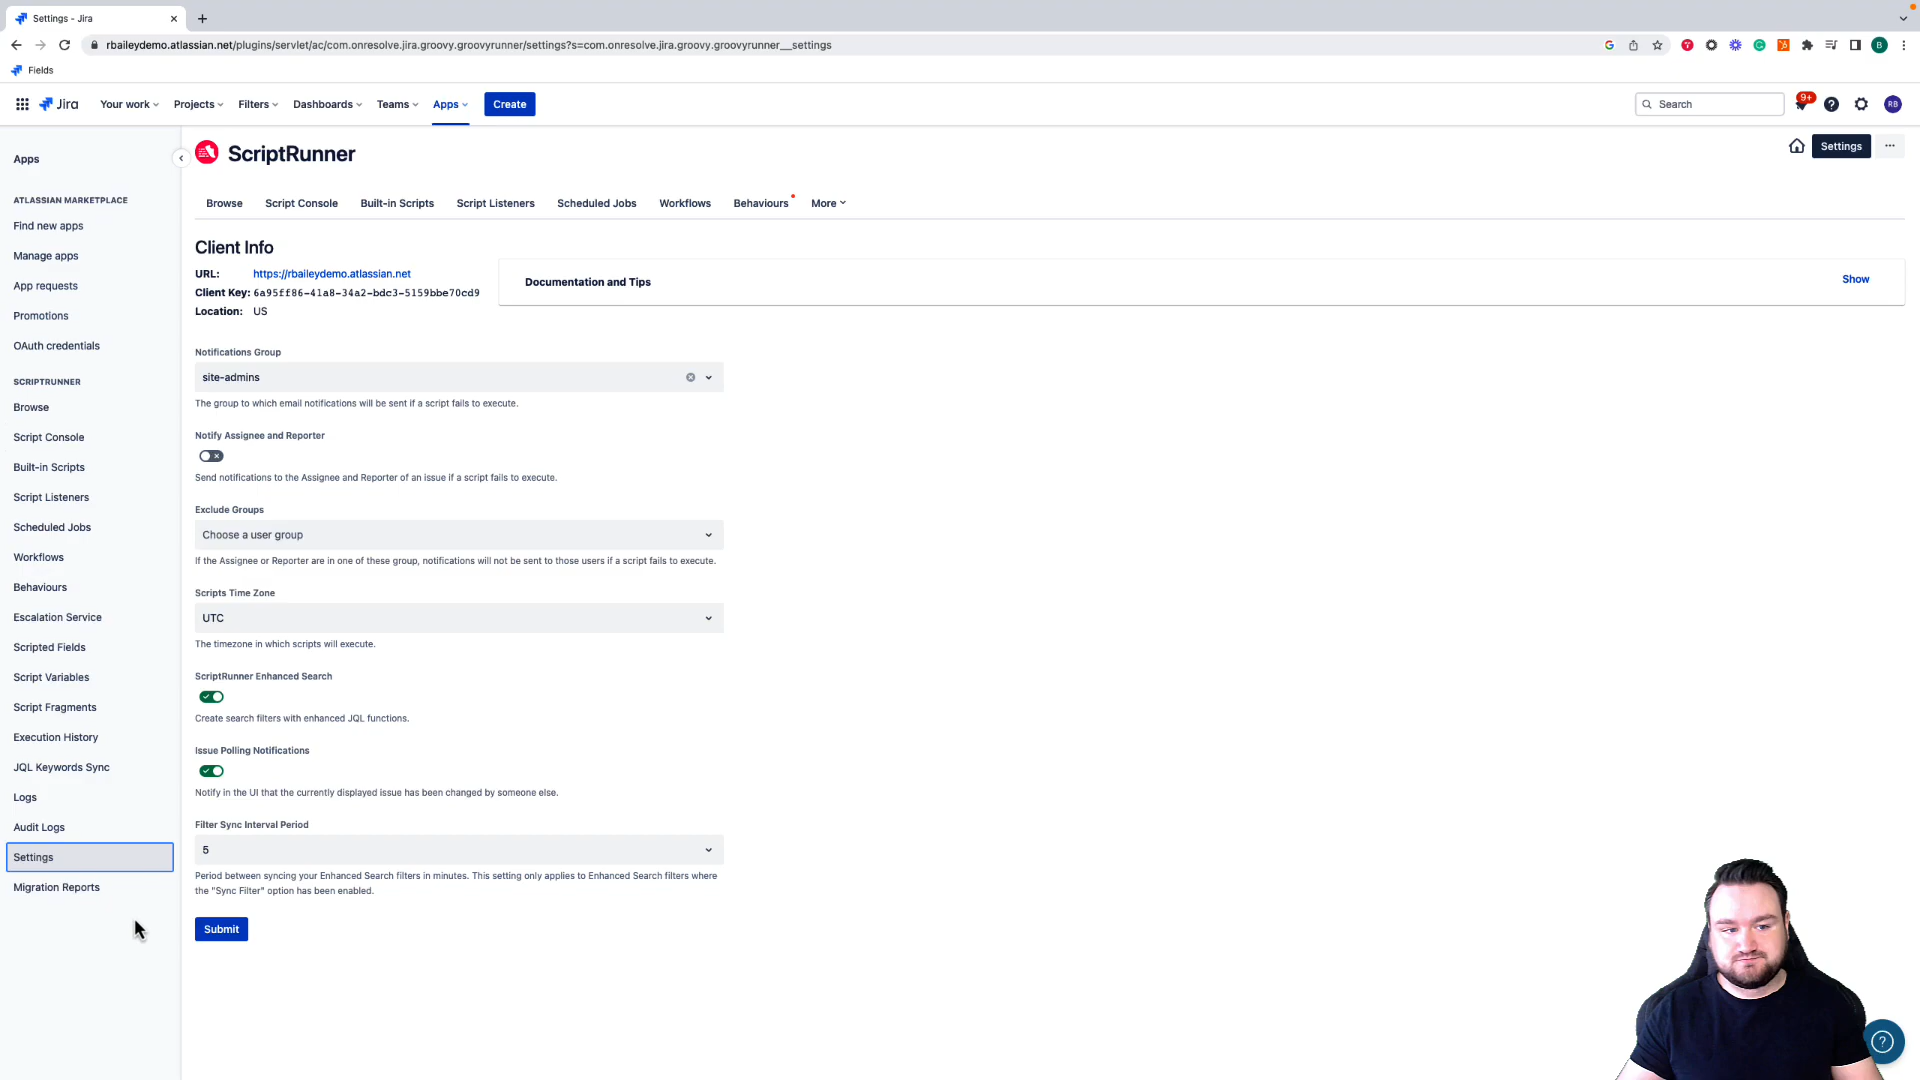 Settings - Jira
rbaileydemo.atlassian.net/plugins/servlet/ac/com.onresolve.jira.groovy.groovyrunner/settings?s=com.onresolve.jira.groovy.groovyrunner__settings
B
Fields
Jira
Your work
Projects
Filters
Dashboards
Teams
Apps
Create
Search
9+
RB
Apps
ScriptRunner
Settings
ATLASSIAN MARKETPLACE
Find new apps
Manage apps
App requests
Promotions
OAuth credentials
SCRIPTRUNNER
Browse
Script Console
Built-in Scripts
Script Listeners
Scheduled Jobs
Workflows
Behaviours
Escalation Service
Scripted Fields
Script Variables
Script Fragments
Execution History
JQL Keywords Sync
Logs
Audit Logs
Settings
Migration Reports
Browse
Script Console
Built-in Scripts
Script Listeners
Scheduled Jobs
Workflows
Behaviours
More
Client Info
URL: https://rbaileydemo.atlassian.net
Client Key: 6a95ff86-41a8-34a2-bdc3-5159bbe70cd9
Location: US
Documentation and Tips
Show
Notifications Group
site-admins
The group to which email notifications will be sent if a script fails to execute.
Notify Assignee and Reporter
Send notifications to the Assignee and Reporter of an issue if a script fails to execute.
Exclude Groups
Choose a user group
If the Assignee or Reporter are in one of these group, notifications will not be sent to those users if a script fails to execute.
Scripts Time Zone
UTC
The timezone in which scripts will execute.
ScriptRunner Enhanced Search
Create search filters with enhanced JQL functions.
Issue Polling Notifications
Notify in the UI that the currently displayed issue has been changed by someone else.
Filter Sync Interval Period
5
Period between syncing your Enhanced Search filters in minutes. This setting only applies to Enhanced Search filters where
the "Sync Filter" option has been enabled.
Submit